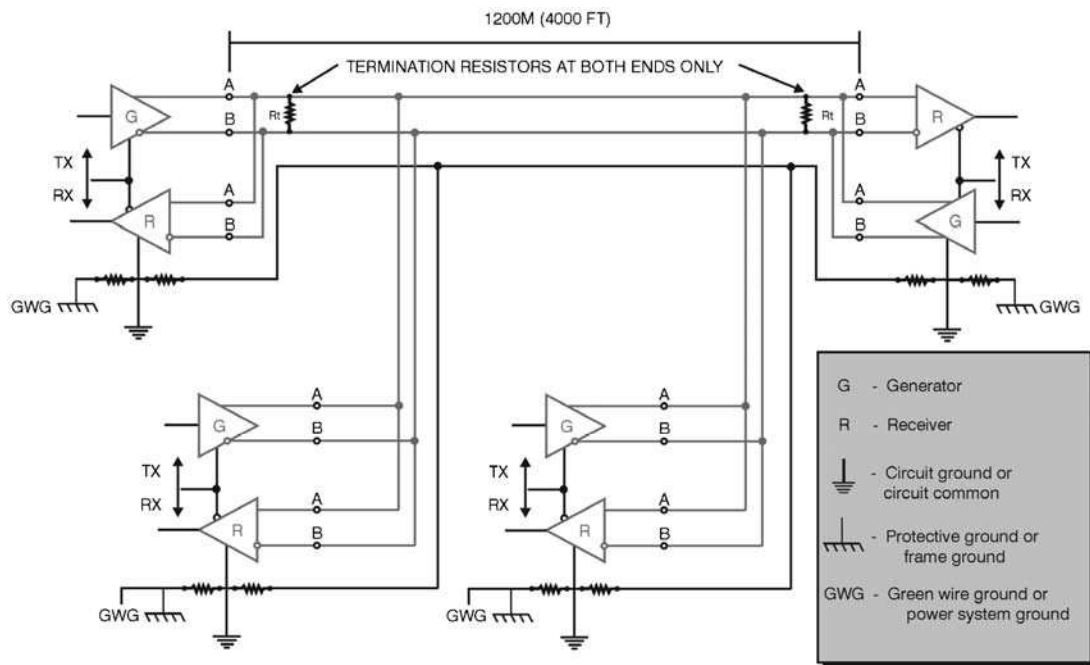 1200M (4000 FT)
TERMINATION RESISTORS AT BOTH ENDS ONLY
A
A
G
Rt
Rt
R
B
B
TX
TX
RX
RX
A
A
R
G
B
B
GWG
GWG
A
A
G
G
B
B
TX
TX
RX
RX
A
A
R
R
B
B
GWG
GWG
G - Generator
R - Receiver
- Circuit ground or
circuit common
- Protective ground or
frame ground
GWG - Green wire ground or
power system ground